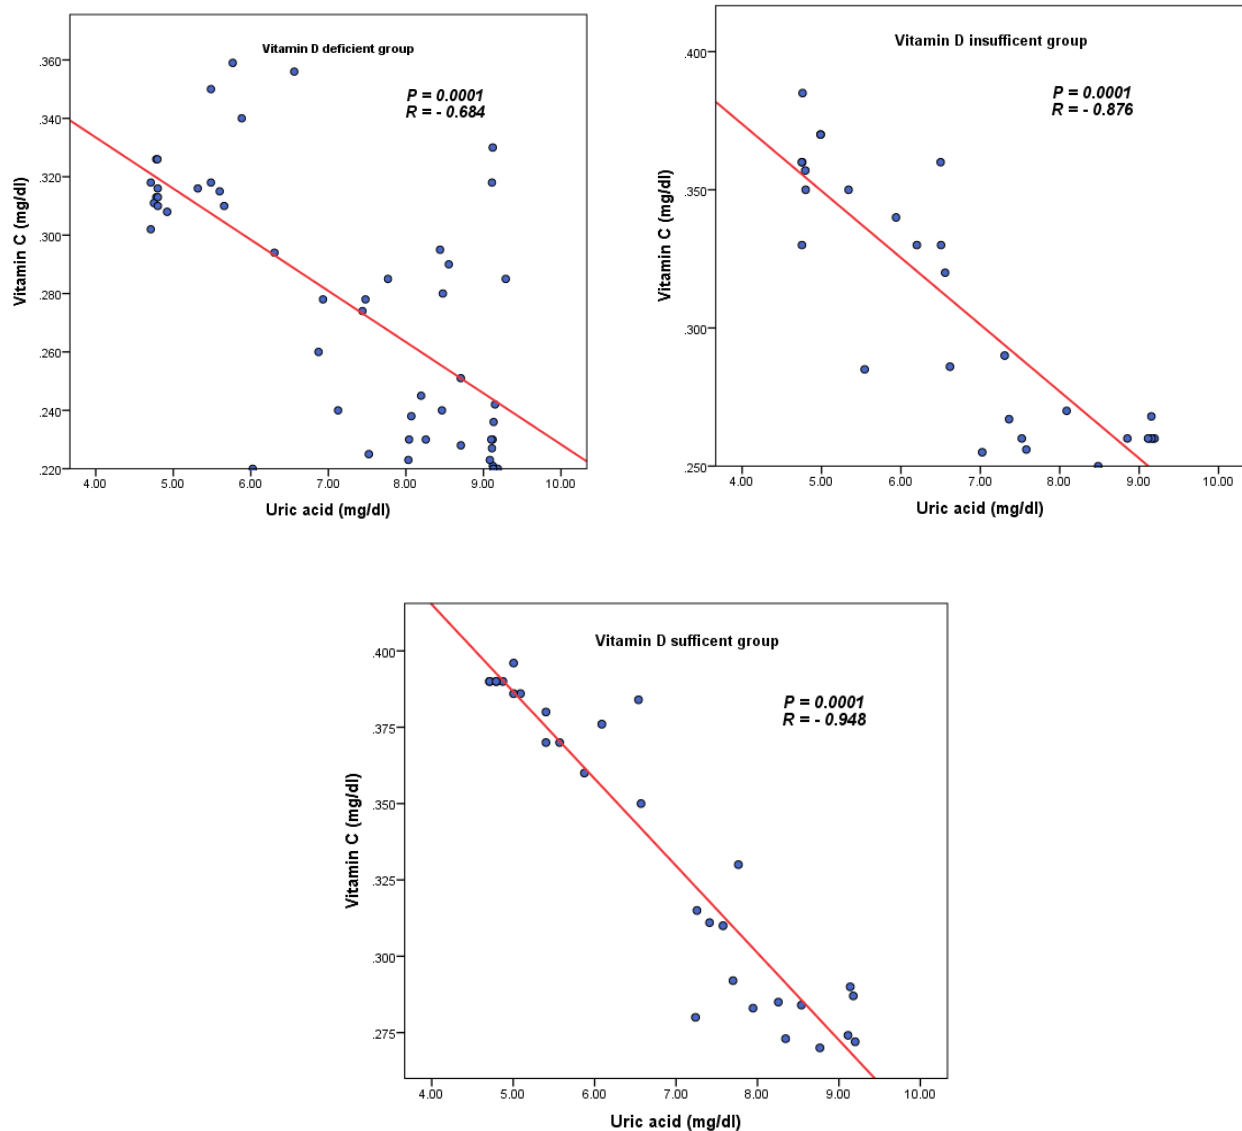 Vitamin D deficient group
P = 0.0001
R = - 0.684
.360
.340
.320
.300
.280
.260
.240
.220
Vitamin C (mg/dl)
4.00 5.00 6.00 7.00 8.00 9.00 10.00
Uric acid (mg/dl)
Vitamin D insufficent group
P = 0.0001
R = - 0.876
.400
.350
.300
.250
Vitamin C (mg/dl)
4.00 5.00 6.00 7.00 8.00 9.00 10.00
Uric acid (mg/dl)
Vitamin D sufficent group
P = 0.0001
R = - 0.948
.400
.375
.350
.325
.300
.275
Vitamin C (mg/dl)
4.00 5.00 6.00 7.00 8.00 9.00 10.00
Uric acid (mg/dl)